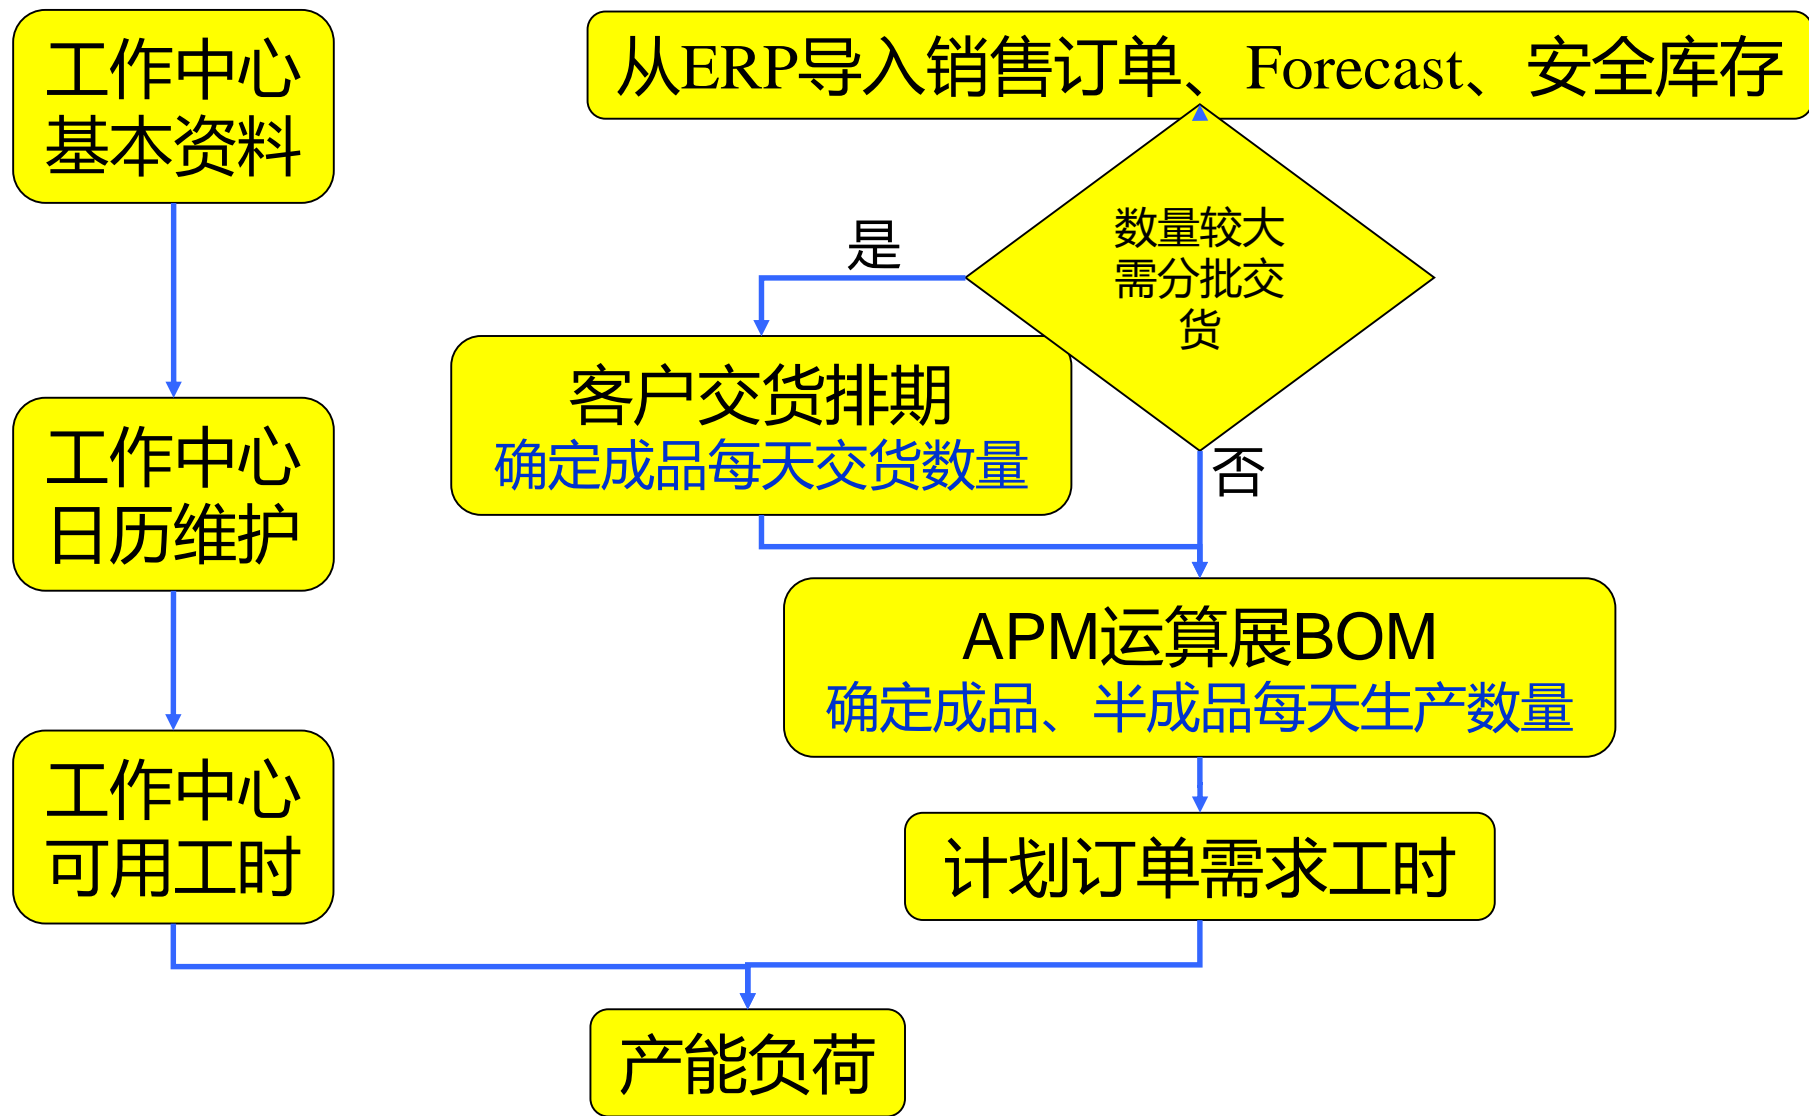 工作中心
基本资料
从ERP导入销售订单、Forecast、安全库存
数量较大
需分批交
货
是
客户交货排期
确定成品每天交货数量
否
工作中心
日历维护
APM运算展BOM
确定成品、半成品每天生产数量
工作中心
可用工时
计划订单需求工时
产能负荷